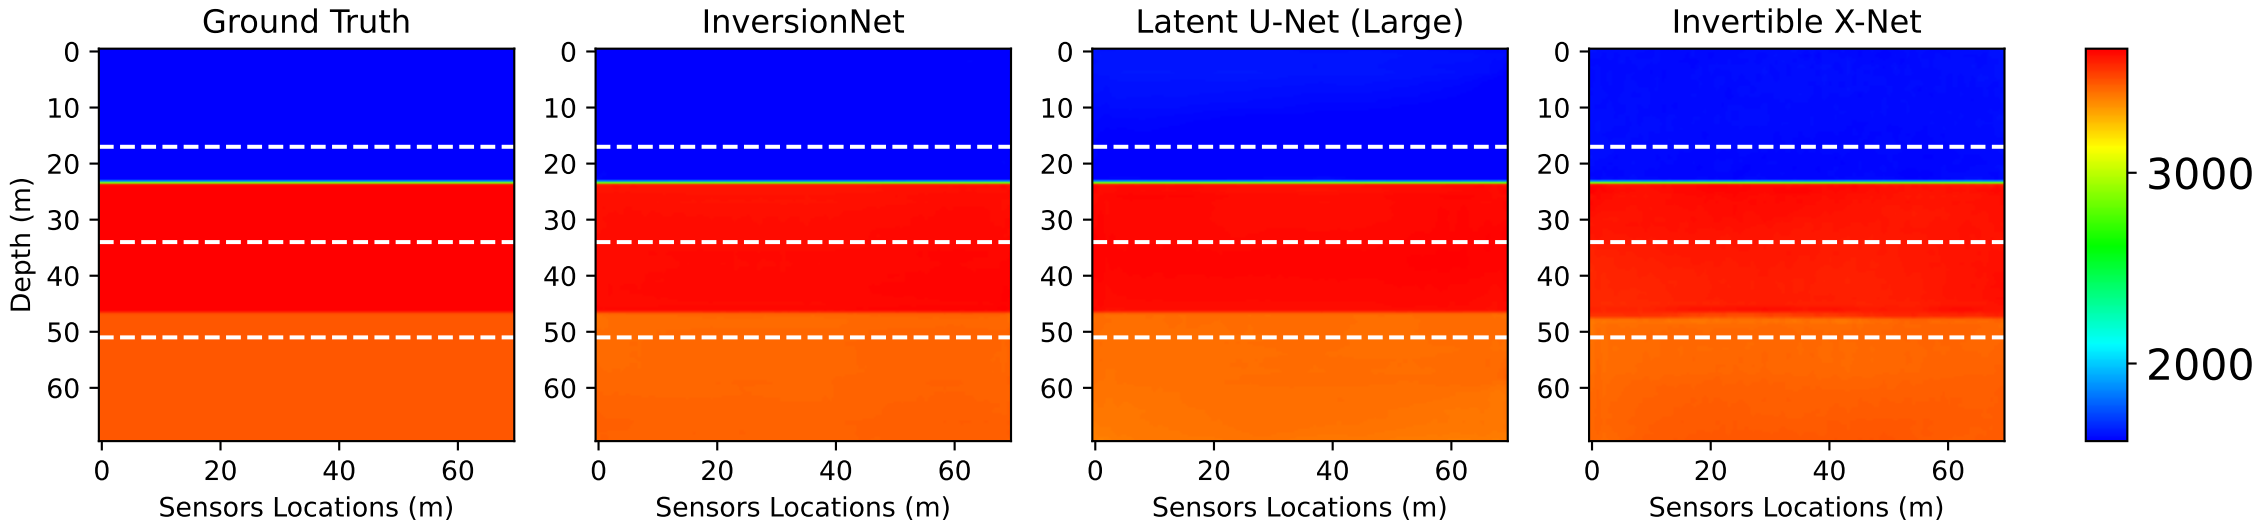 Ground Truth
InversionNet
Latent U-Net (Large)
Invertible X-Net
Depth (m)
0
10
20
30
40
50
60
0
10
20
30
40
50
60
0
10
20
30
40
50
60
0
10
20
30
40
50
60
3000
2000
0 20 40 60
0 20 40 60
0 20 40 60
0 20 40 60
Sensors Locations (m)
Sensors Locations (m)
Sensors Locations (m)
Sensors Locations (m)